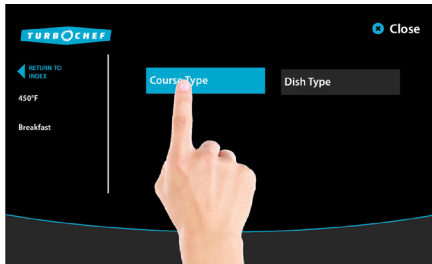 TURBOCHEF
Close
RETURN TO
INDEX
450°F
Breakfast
Course Type
Dish Type